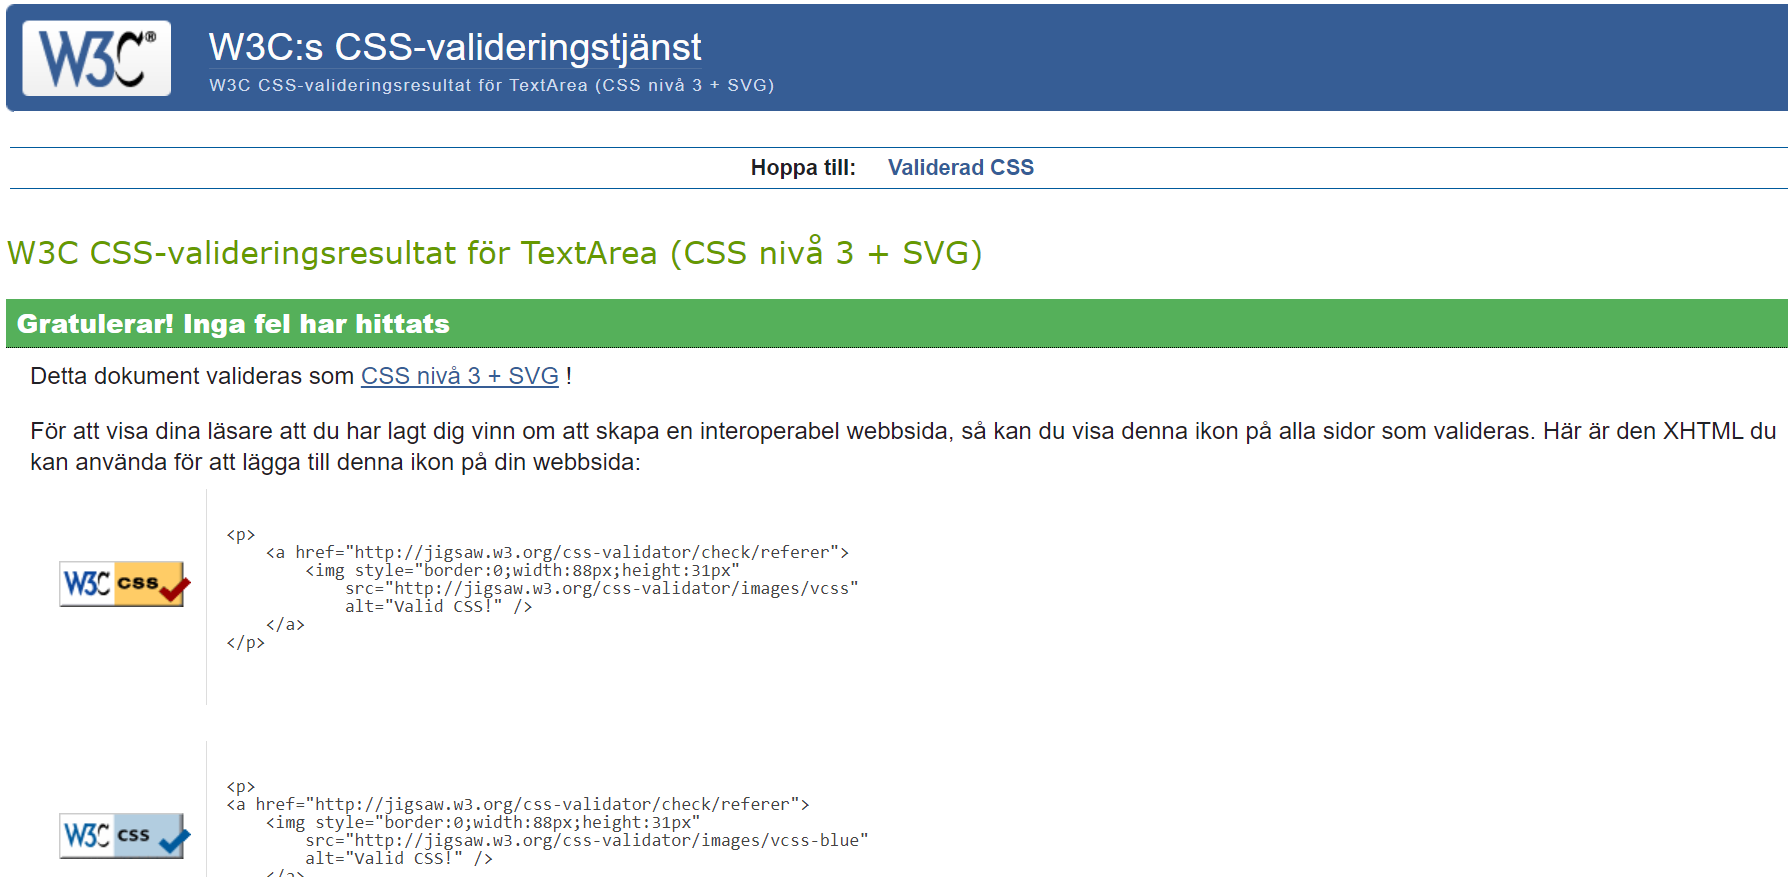 W3C®
W3C:s CSS-valideringstjänst
W3C CSS-valideringsresultat för TextArea (CSS nivå 3 + SVG)
Hoppa till: Validerad CSS
W3C CSS-valideringsresultat för TextArea (CSS nivå 3 + SVG)
Gratulerar! Inga fel har hittats
Detta dokument valideras som CSS nivå 3 + SVG !
För att visa dina läsare att du har lagt dig vinn om att skapa en interoperabel webbsida, så kan du visa denna ikon på alla sidor som valideras. Här är den XHTML du
kan använda för att lägga till denna ikon på din webbsida:
W3C css
<p>
<a href="http://jigsaw.w3.org/css-validator/check/referer">
<img style="border:0;width:88px;height:31px"
src="http://jigsaw.w3.org/css-validator/images/vcss"
alt="Valid CSS!" />
</a>
</p>
W3C css
<p>
<a href="http://jigsaw.w3.org/css-validator/check/referer">
<img style="border:0;width:88px;height:31px"
src="http://jigsaw.w3.org/css-validator/images/vcss-blue"
alt="Valid CSS!" />
</a>